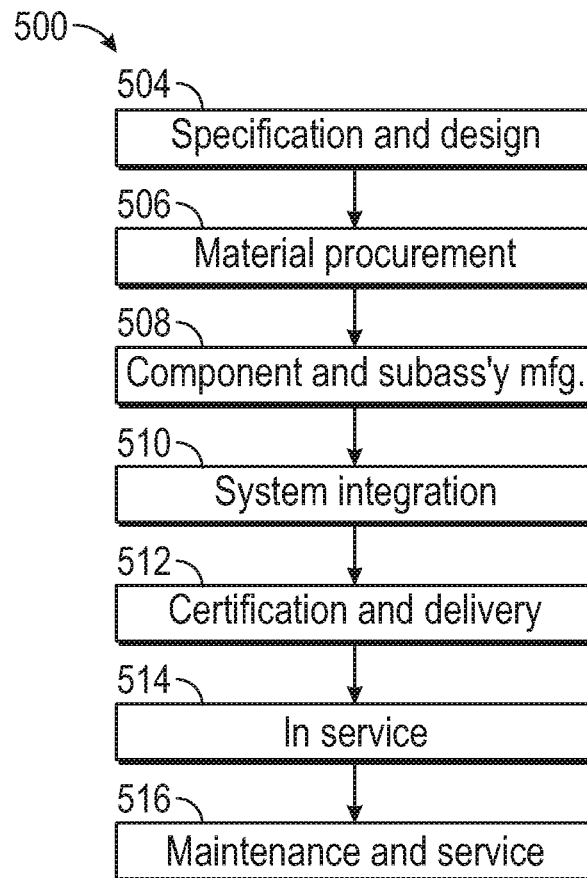 500
504
Specification and design
506
Material procurement
508
Component and subass'y mfg.
510
System integration
512
Certification and delivery
514
In service
516
Maintenance and service